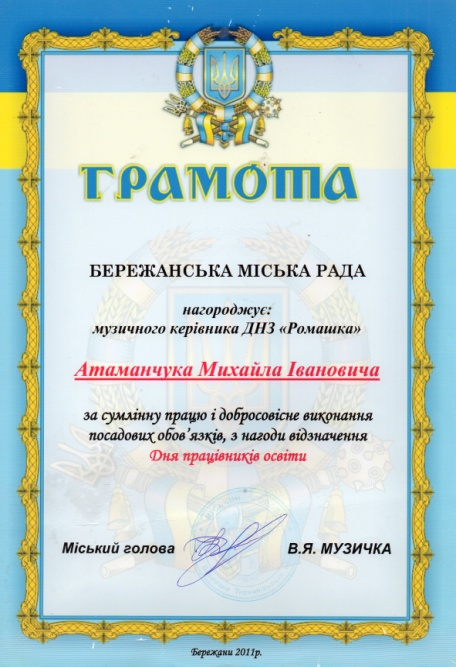 ГРАМОТА
БЕРЕЖАНСЬКА МІСЬКА РАДА
нагороджує:
музичного керівника ДНЗ «Ромашка»
Атаманчука Михайла Івановича
за сумлінну працю і добросовісне виконання
посадових обов’язків, з нагоди відзначення
Дня працівників освіти
Міський голова В.Я. МУЗИЧКА
Бережани 2011р.